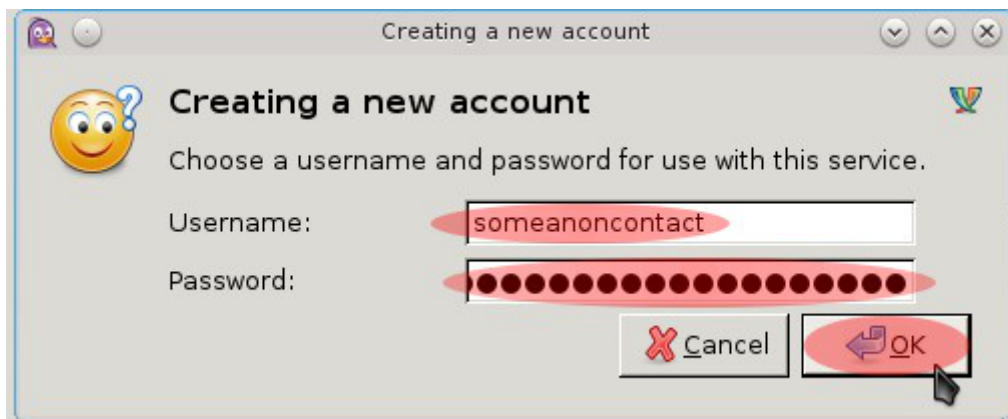 Creating a new account
Creating a new account
Choose a username and password for use with this service.
Username: someanoncontact
Password: ●●●●●●●●●●●●●●●●●●●
Cancel OK